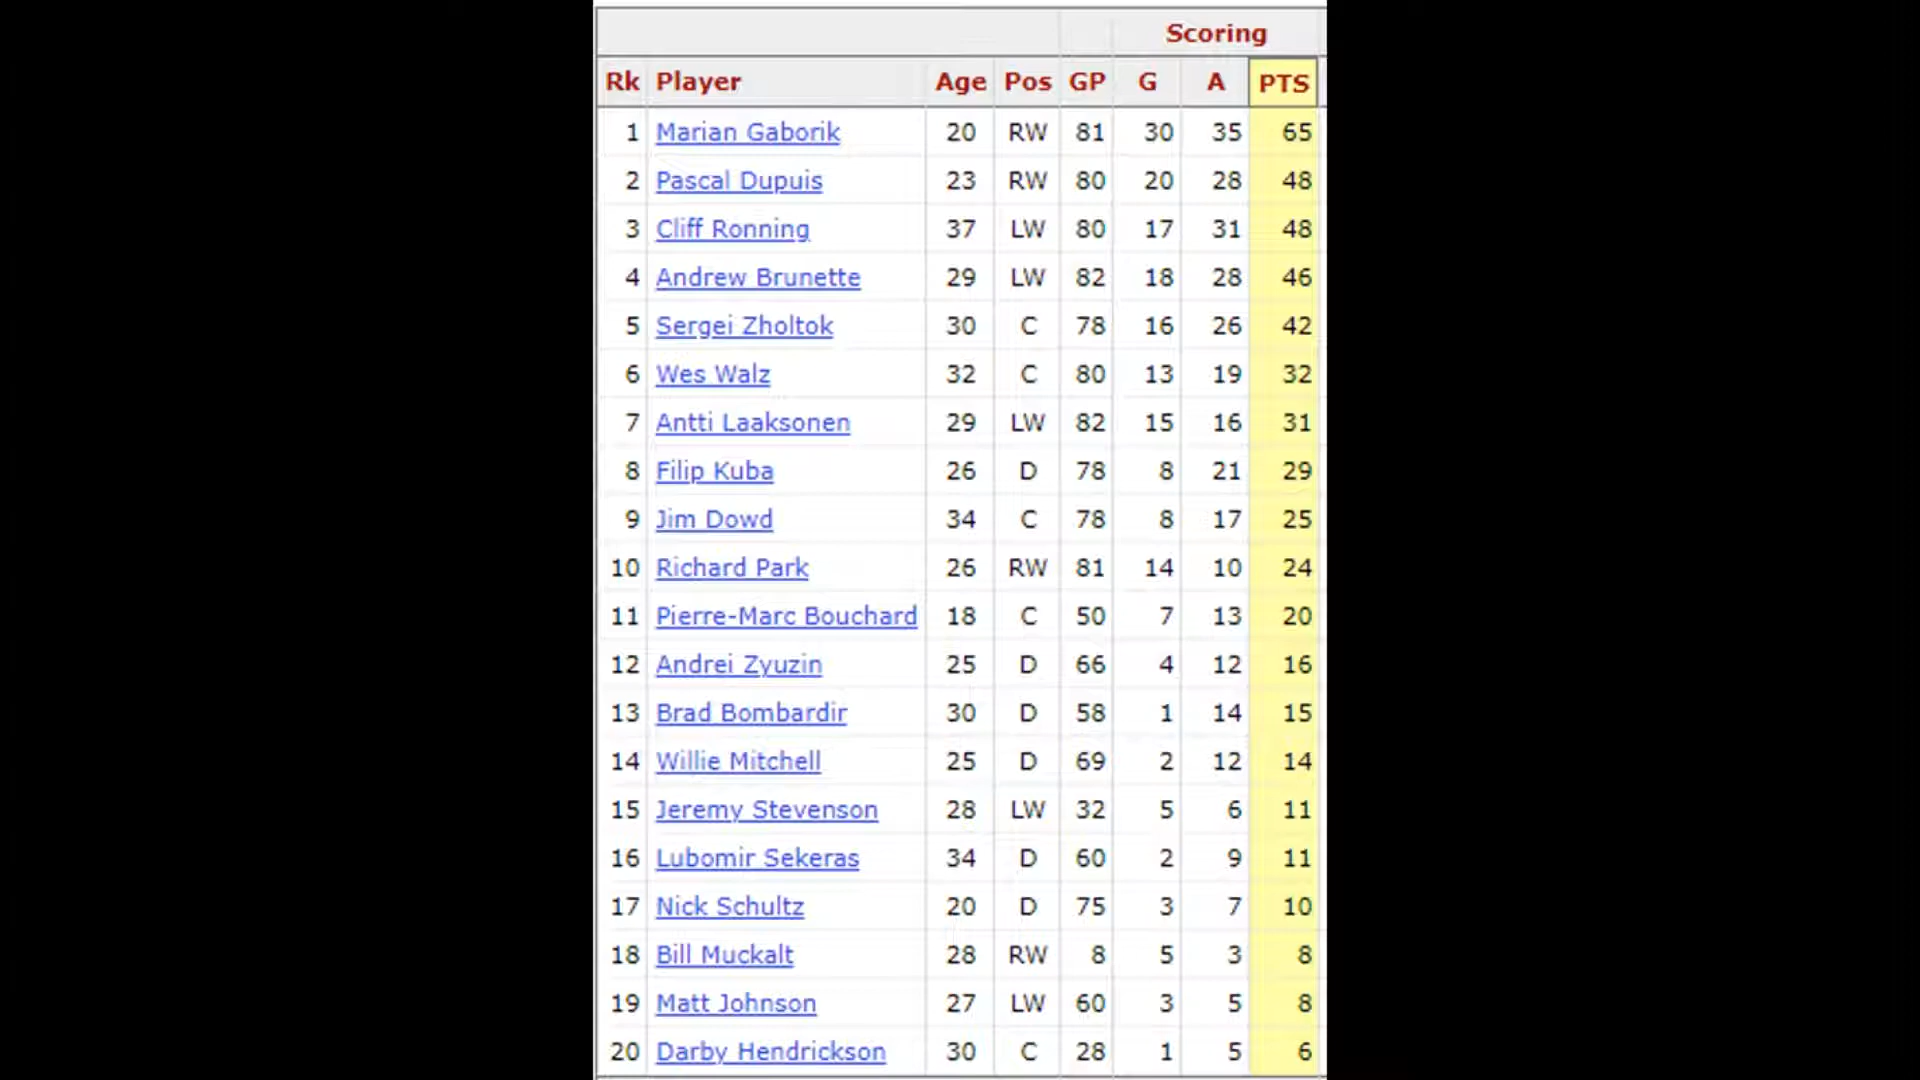 Scoring
Rk Player Age Pos GP G A PTS
1 Marian Gaborik 20 RW 81 30 35 65
2 Pascal Dupuis 23 RW 80 20 28 48
3 Cliff Ronning 37 LW 80 17 31 48
4 Andrew Brunette 29 LW 82 18 28 46
5 Sergei Zholtok 30 C 78 16 26 42
6 Wes Walz 32 C 80 13 19 32
7 Antti Laaksonen 29 LW 82 15 16 31
8 Filip Kuba 26 D 78 8 21 29
9 Jim Dowd 34 C 78 8 17 25
10 Richard Park 26 RW 81 14 10 24
11 Pierre-Marc Bouchard 18 C 50 7 13 20
12 Andrei Zyuzin 25 D 66 4 12 16
13 Brad Bombardir 30 D 58 1 14 15
14 Willie Mitchell 25 D 69 2 12 14
15 Jeremy Stevenson 28 LW 32 5 6 11
16 Lubomir Sekeras 34 D 60 2 9 11
17 Nick Schultz 20 D 75 3 7 10
18 Bill Muckalt 28 RW 8 5 3 8
19 Matt Johnson 27 LW 60 3 5 8
20 Darby Hendrickson 30 C 28 1 5 6